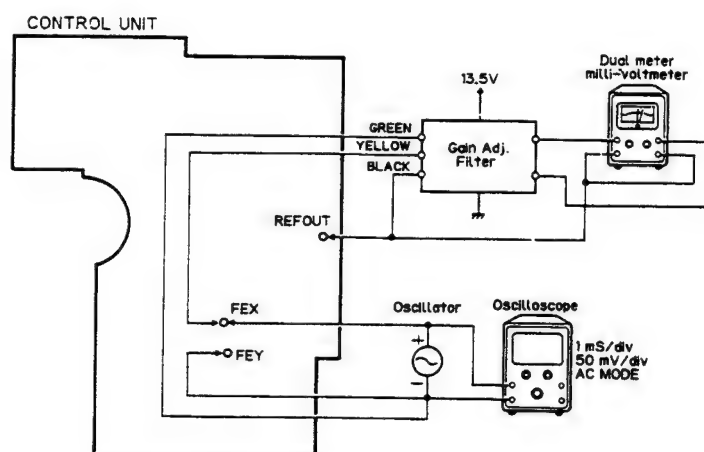 CONTROL UNIT
Dual meter
milli-voltmeter
13.5V
GREEN
YELLOW
BLACK
Gain Adj.
Filter
REFOUT
FEX
FEY
Oscillator
+
−
Oscilloscope
1 mS/div
50 mV/div
AC MODE